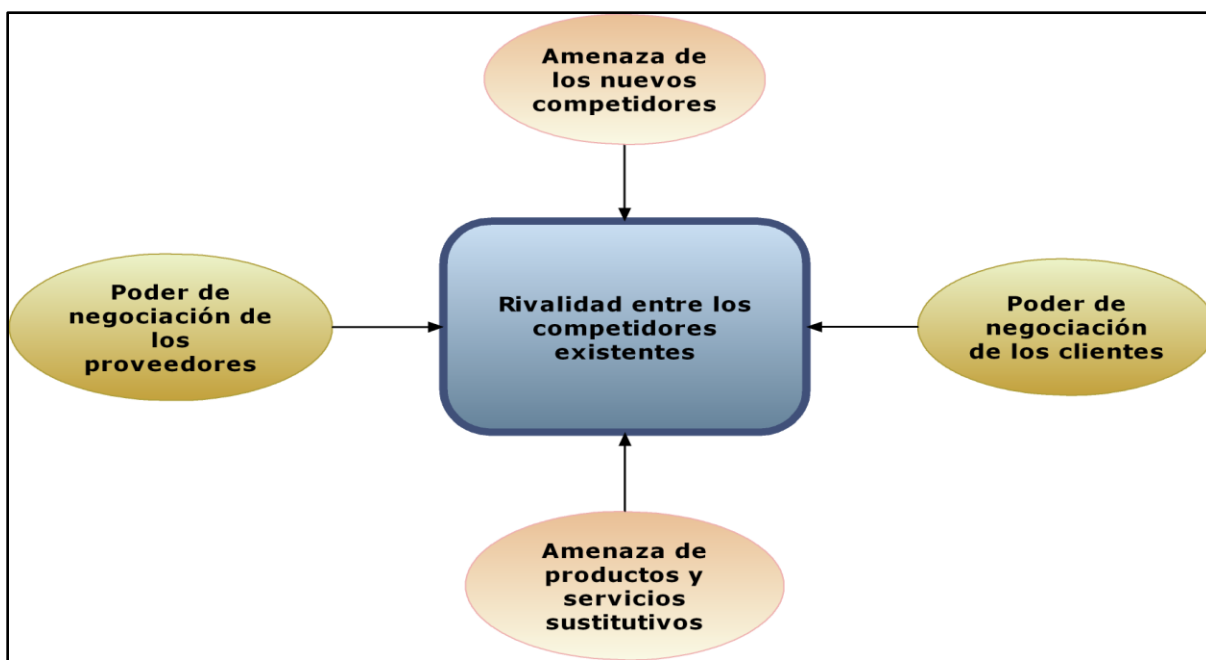 Amenaza de
los nuevos
competidores
Poder de
negociación de
los
proveedores
Rivalidad entre los
competidores
existentes
Poder de
negociación
de los clientes
Amenaza de
productos y
servicios
sustitutivos